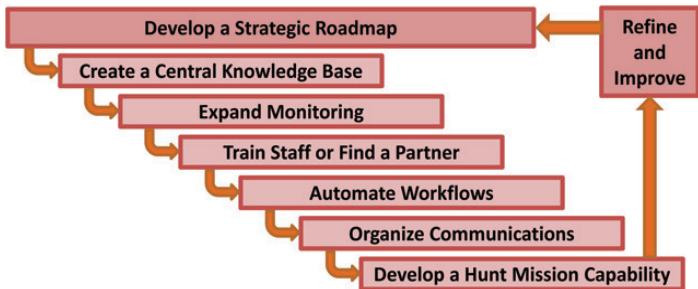 Develop a Strategic Roadmap
Refine
and
Improve
Create a Central Knowledge Base
Expand Monitoring
Train Staff or Find a Partner
Automate Workflows
Organize Communications
Develop a Hunt Mission Capability